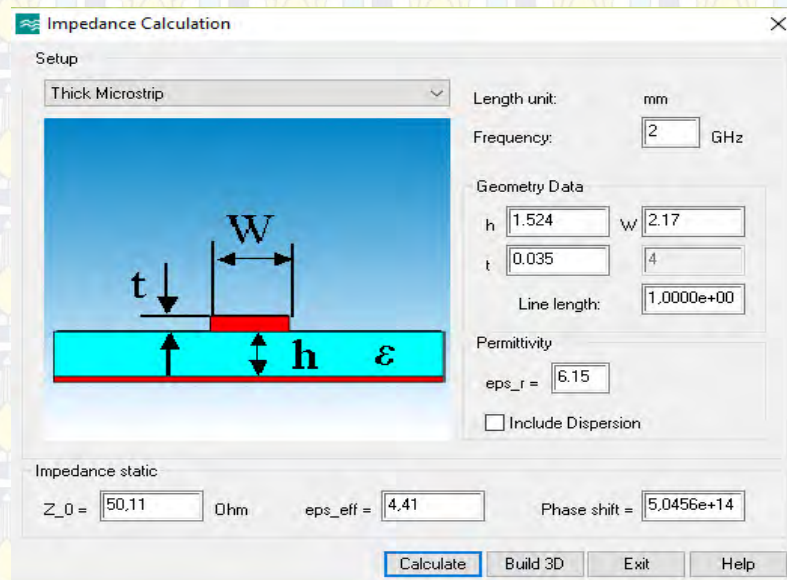 Impedance Calculation
Setup
Thick Microstrip
Length unit: mm
Frequency: 2 GHz
Geometry Data
h 1.524 W 2.17
t 0.035 4
Line length: 1,0000e+00
Permittivity
eps_r = 6.15
Include Dispersion
W
t
h ε
Impedance static
Z_0 = 50,11 Ohm eps_eff = 4,41 Phase shift = 5,0456e+14
Calculate Build 3D Exit Help